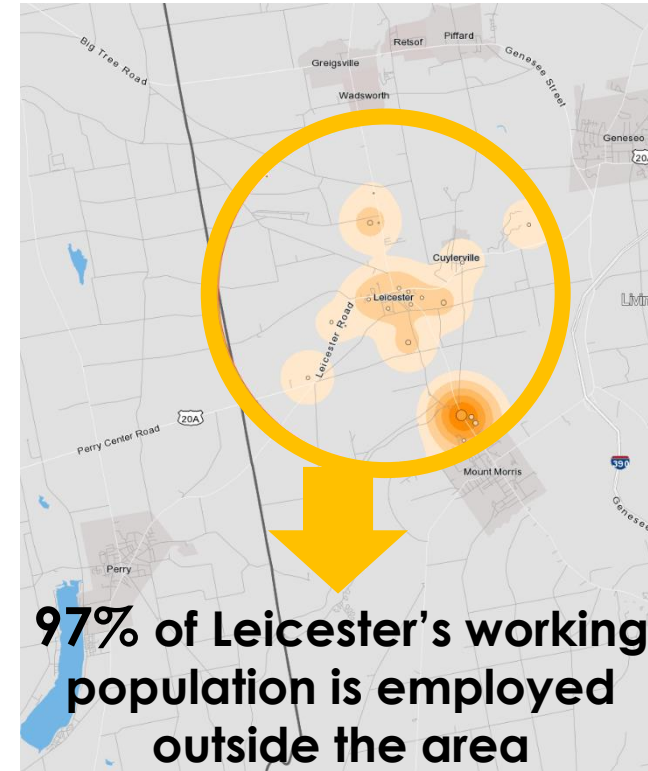 Big Tree Road
Retsof
Piffard
Greigsville
Genesee Street
Wadsworth
Geneseo
20A
Cuylerville
Leicester
Leicester Road
20A
Perry Center Road
Mount Morris
390
Perry
97% of Leicester’s working
population is employed
outside the area